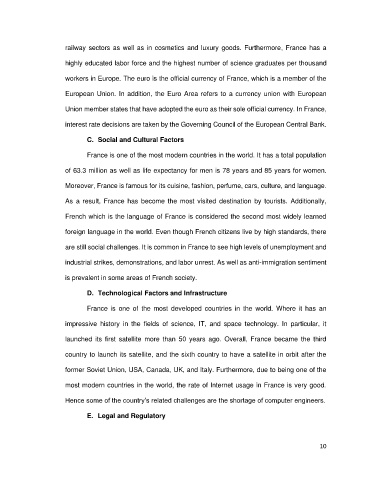 railway sectors as well as in cosmetics and luxury goods. Furthermore, France has a
highly educated labor force and the highest number of science graduates per thousand
workers in Europe. The euro is the official currency of France, which is a member of the
European Union. In addition, the Euro Area refers to a currency union with European
Union member states that have adopted the euro as their sole official currency. In France,
interest rate decisions are taken by the Governing Council of the European Central Bank.
C. Social and Cultural Factors
France is one of the most modern countries in the world. It has a total population
of 63.3 million as well as life expectancy for men is 78 years and 85 years for women.
Moreover, France is famous for its cuisine, fashion, perfume, cars, culture, and language.
As a result, France has become the most visited destination by tourists. Additionally,
French which is the language of France is considered the second most widely learned
foreign language in the world. Even though French citizens live by high standards, there
are still social challenges. It is common in France to see high levels of unemployment and
industrial strikes, demonstrations, and labor unrest. As well as anti-immigration sentiment
is prevalent in some areas of French society.
D. Technological Factors and Infrastructure
France is one of the most developed countries in the world. Where it has an
impressive history in the fields of science, IT, and space technology. In particular, it
launched its first satellite more than 50 years ago. Overall, France became the third
country to launch its satellite, and the sixth country to have a satellite in orbit after the
former Soviet Union, USA, Canada, UK, and Italy. Furthermore, due to being one of the
most modern countries in the world, the rate of Internet usage in France is very good.
Hence some of the country's related challenges are the shortage of computer engineers.
E. Legal and Regulatory
10